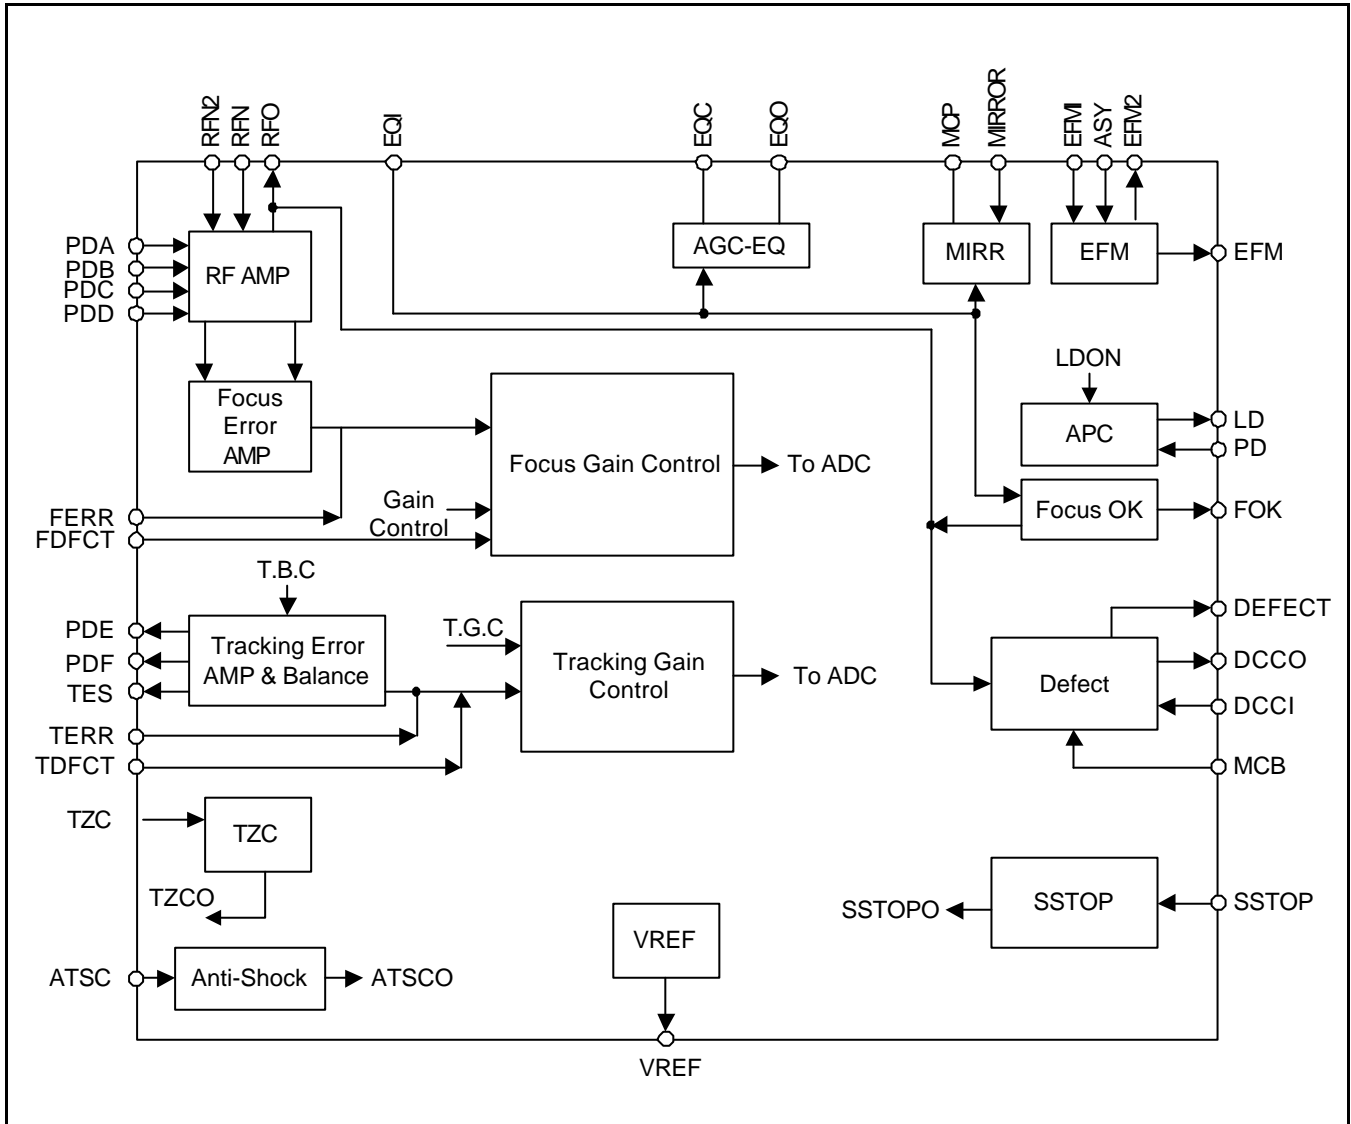 RFN2
RFN
RFO
EQI
EQC
EQO
MCP
MIRROR
EFMI
ASY
EFM2
PDA
PDB
PDC
PDD
RF AMP
AGC-EQ
MIRR
EFM
EFM
LDON
Focus
Error
AMP
Focus Gain Control
To ADC
APC
LD
PD
Gain
Control
FERR
FDFCT
Focus OK
FOK
T.B.C
PDE
PDF
TES
TERR
TDFCT
Tracking Error
AMP & Balance
T.G.C
Tracking Gain
Control
To ADC
Defect
DEFECT
DCCO
DCCI
MCB
TZC
TZC
TZCO
SSTOPO
SSTOP
SSTOP
VREF
ATSC
Anti-Shock
ATSCO
VREF